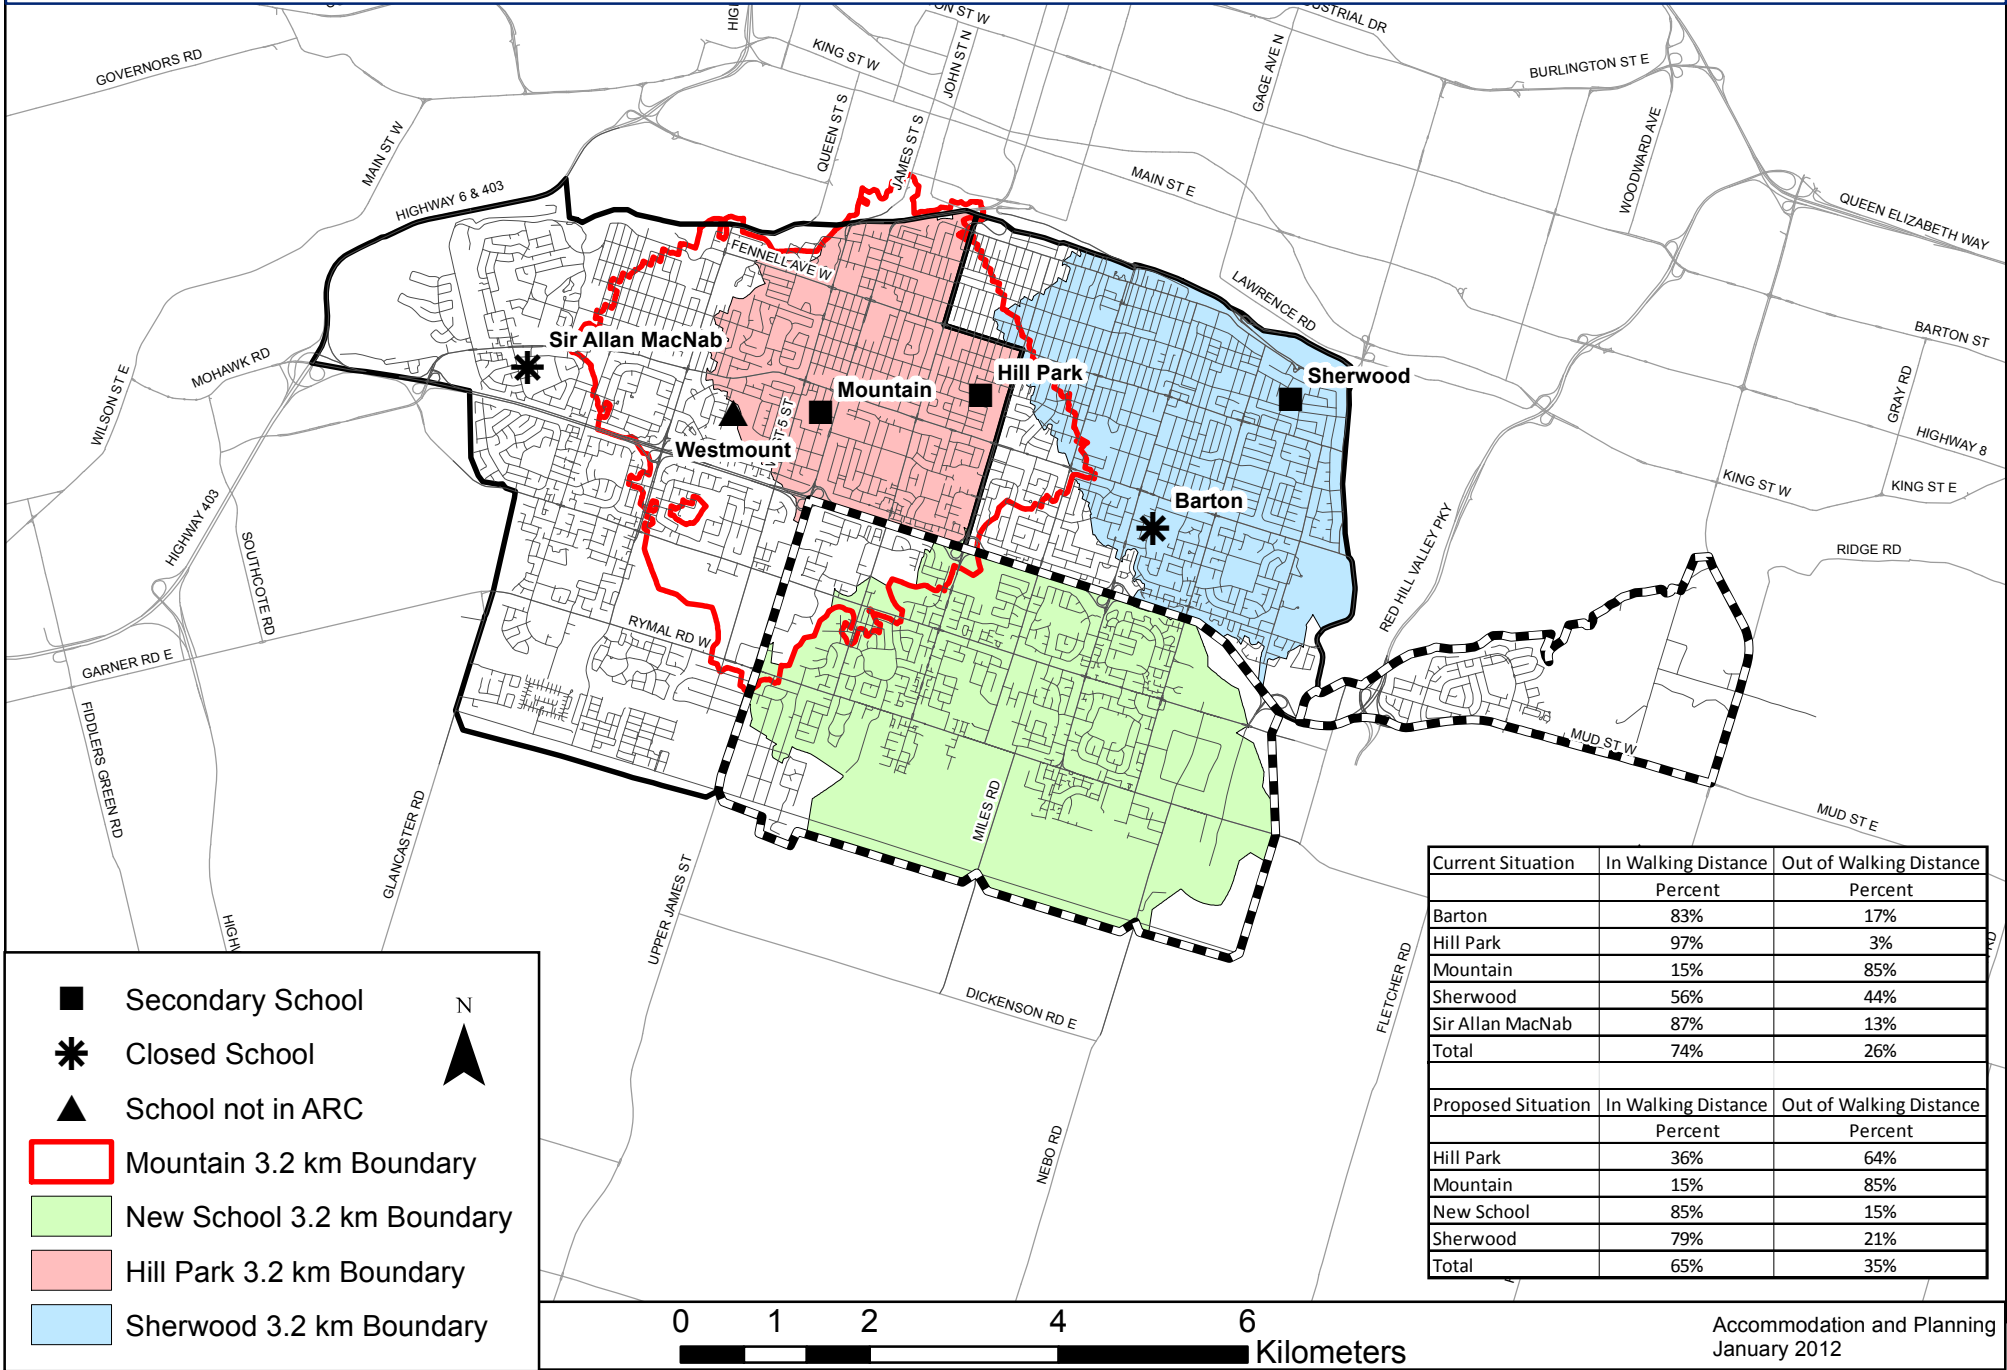 GOVERNORS RD
MAIN ST W
HIGHWAY 6 & 403
KING ST W
QUEEN ST S
JAMES ST S
JOHN ST N
ON ST W
GAGE AVE N
USTRIAL DR
BURLINGTON ST E
WOODWARD AVE
QUEEN ELIZABETH WAY
MAIN ST E
LAWRENCE RD
BARTON ST
GRAY RD
HIGHWAY 8
KING ST W
KING ST E
RIDGE RD
RED HILL VALLEY PKY
MUD ST W
MUD ST E
FENNELL AVE W
MOHAWK RD
WILSON ST E
HIGHWAY 403
SOUTHCOTE RD
GARNER RD E
FIDDLERS GREEN RD
GLANCASTER RD
RYMAL RD W
UPPER JAMES ST
MILES RD
DICKENSON RD E
NEBO RD
FLETCHER RD
Sir Allan MacNab
Mountain
Hill Park
Sherwood
Westmount
Barton
Current Situation In Walking Distance Out of Walking Distance
Percent Percent
Barton 83% 17%
Hill Park 97% 3%
Mountain 15% 85%
Sherwood 56% 44%
Sir Allan MacNab 87% 13%
Total 74% 26%
Proposed Situation In Walking Distance Out of Walking Distance
Percent Percent
Hill Park 36% 64%
Mountain 15% 85%
New School 85% 15%
Sherwood 79% 21%
Total 65% 35%
Secondary School
N
Closed School
School not in ARC
Mountain 3.2 km Boundary
New School 3.2 km Boundary
Hill Park 3.2 km Boundary
Sherwood 3.2 km Boundary
0 1 2 4 6
Kilometers
Accommodation and Planning
January 2012